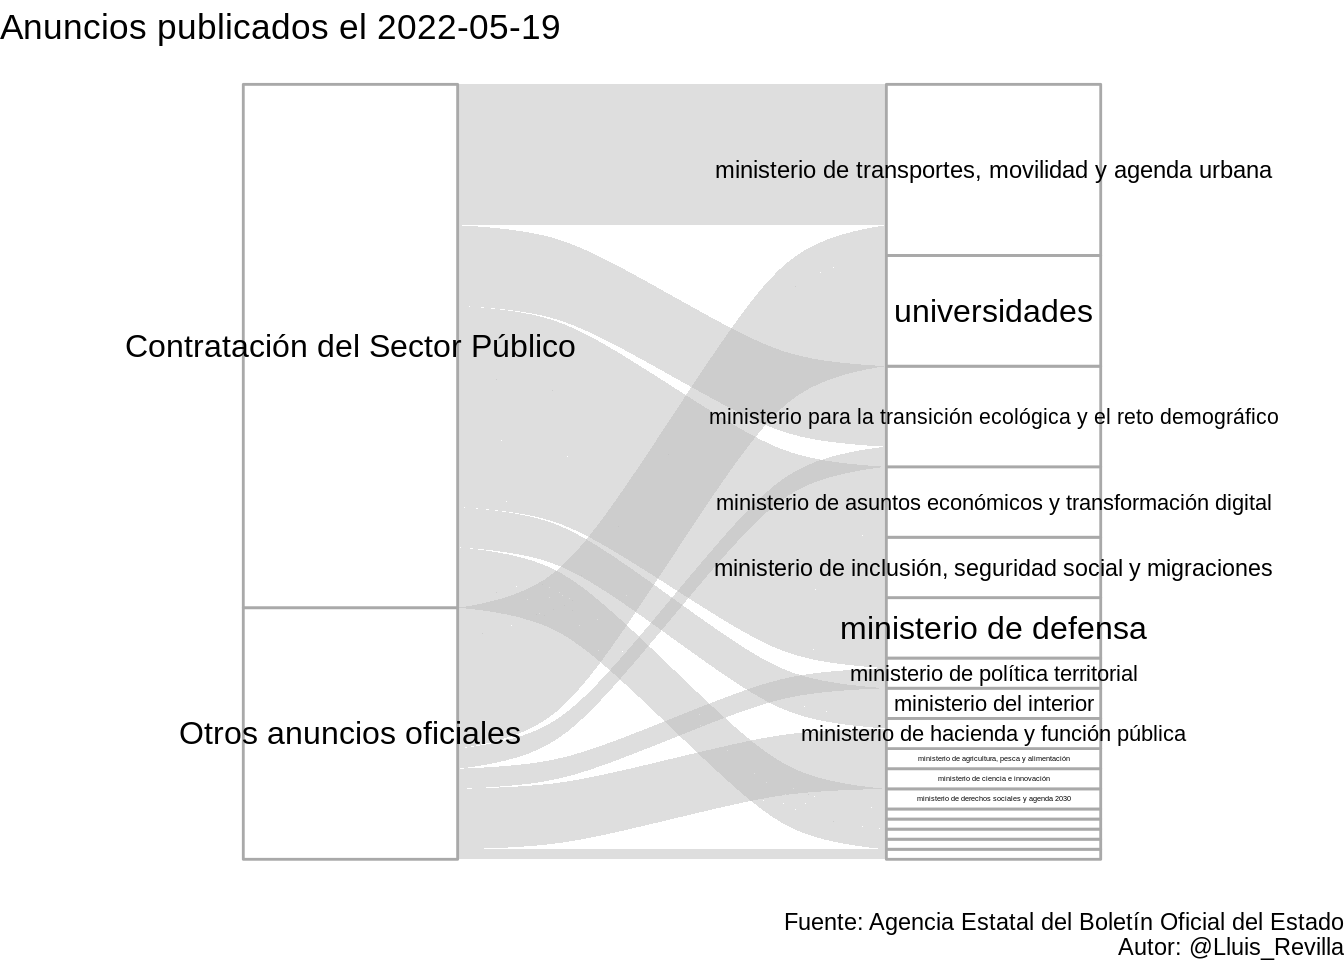 Anuncios publicados el 2022-05-19
Contratación del Sector Público
Otros anuncios oficiales
ministerio de transportes, movilidad y agenda urbana
universidades
ministerio para la transición ecológica y el reto demográfico
ministerio de asuntos económicos y transformación digital
ministerio de inclusión, seguridad social y migraciones
ministerio de defensa
ministerio de política territorial
ministerio del interior
ministerio de hacienda y función pública
ministerio de agricultura, pesca y alimentación
ministerio de ciencia e innovación
ministerio de derechos sociales y agenda 2030
Fuente: Agencia Estatal del Boletín Oficial del Estado
Autor: @Lluis_Revilla